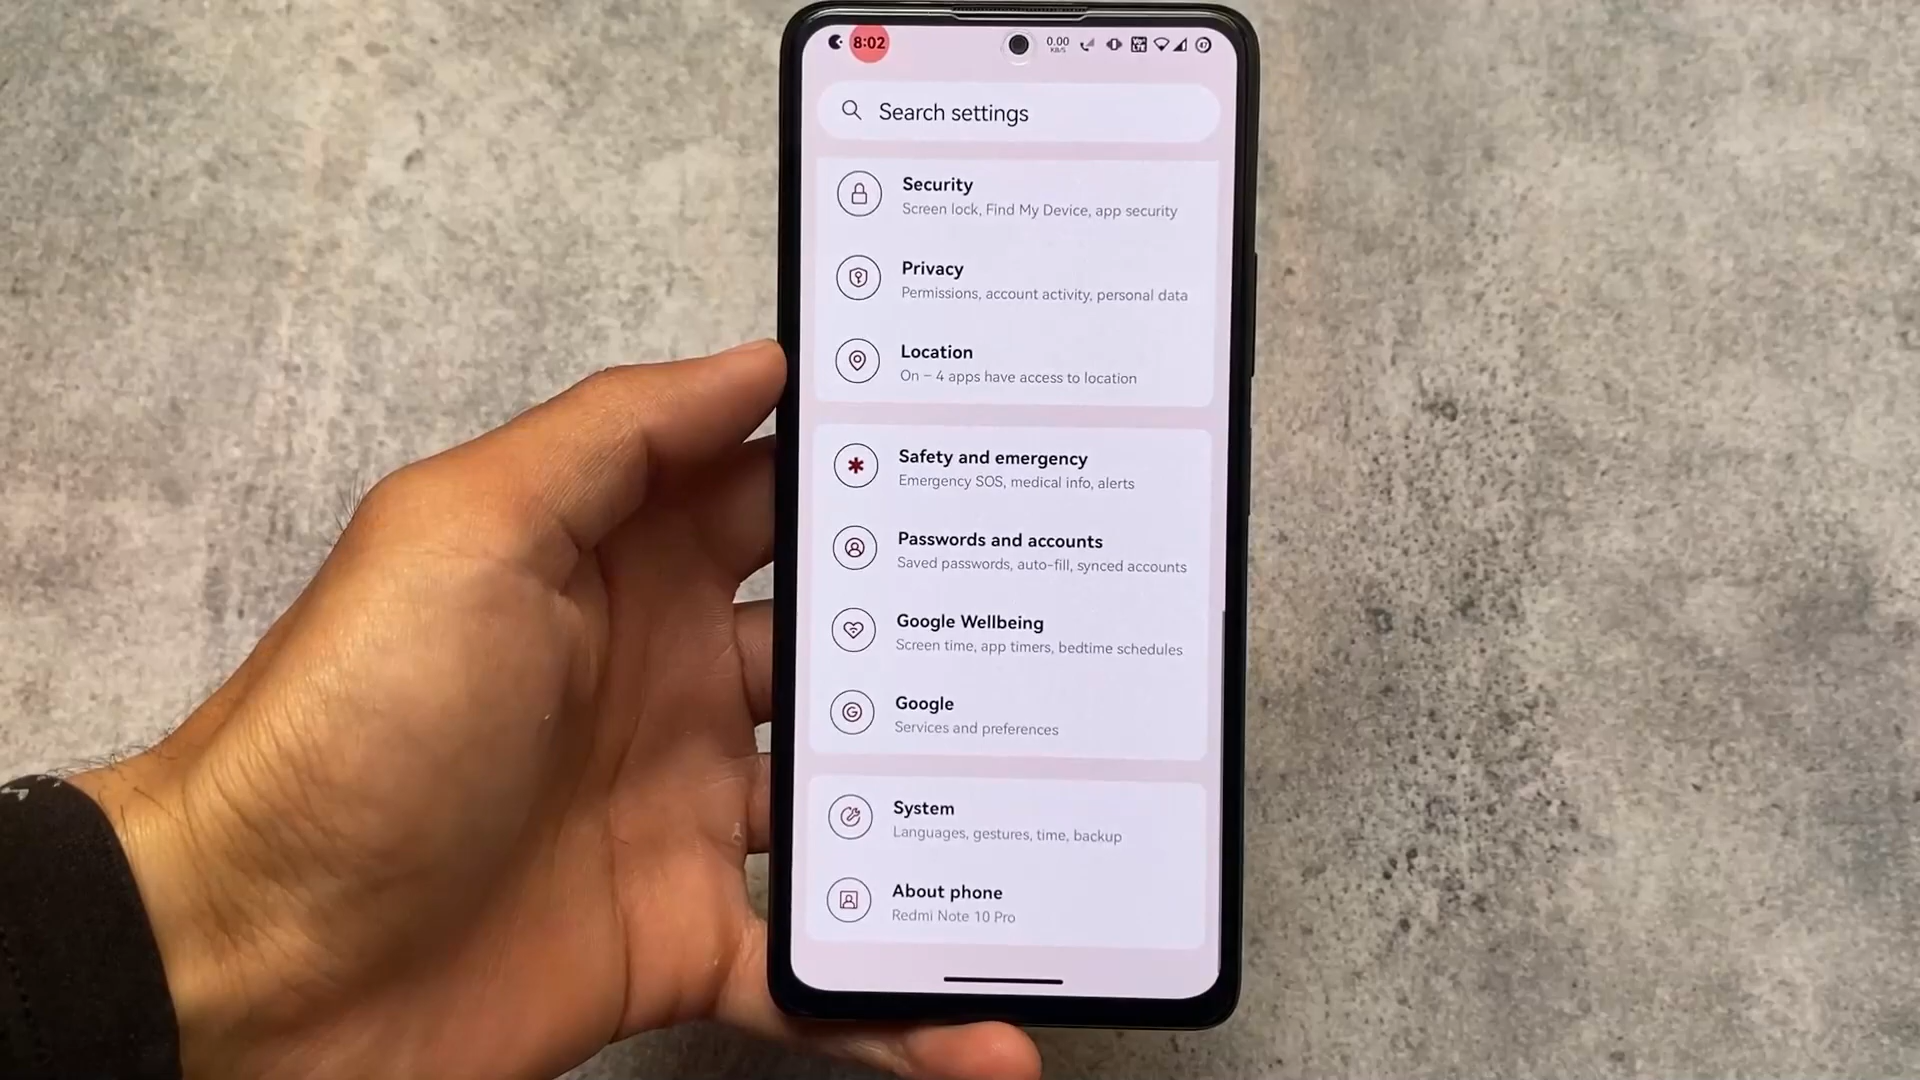 8:02
0.00
KB/S
Search settings
Security
Screen lock, Find My Device, app security
Privacy
Permissions, account activity, personal data
Location
On – 4 apps have access to location
Safety and emergency
Emergency SOS, medical info, alerts
Passwords and accounts
Saved passwords, auto-fill, synced accounts
Google Wellbeing
Screen time, app timers, bedtime schedules
Google
Services and preferences
System
Languages, gestures, time, backup
About phone
Redmi Note 10 Pro